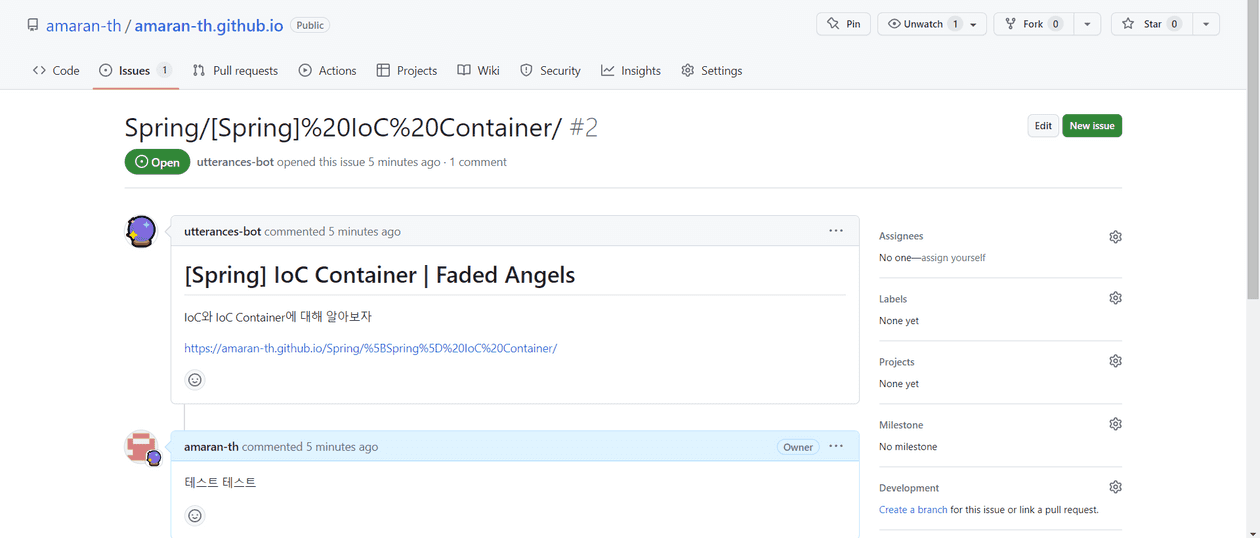 amaran-th / amaran-th.github.io Public
Pin Unwatch 1 Fork 0 Star 0
Code Issues 1 Pull requests Actions Projects Wiki Security Insights Settings
Spring/[Spring]%20IoC%20Container/ #2
Edit New issue
Open utterances-bot opened this issue 5 minutes ago · 1 comment
utterances-bot commented 5 minutes ago
[Spring] IoC Container | Faded Angels
IoC와 IoC Container에 대해 알아보자
https://amaran-th.github.io/Spring/%5BSpring%5D%20IoC%20Container/
amaran-th commented 5 minutes ago Owner
테스트 테스트
Assignees
No one—assign yourself
Labels
None yet
Projects
None yet
Milestone
No milestone
Development
Create a branch for this issue or link a pull request.